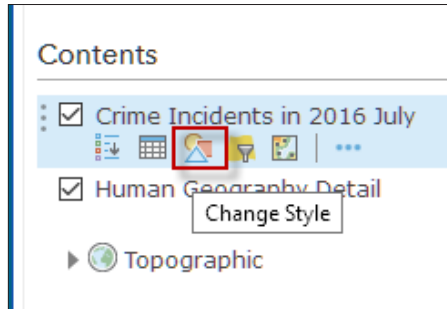 Contents
Crime Incidents in 2016 July
Human Geography Detail
Change Style
Topographic